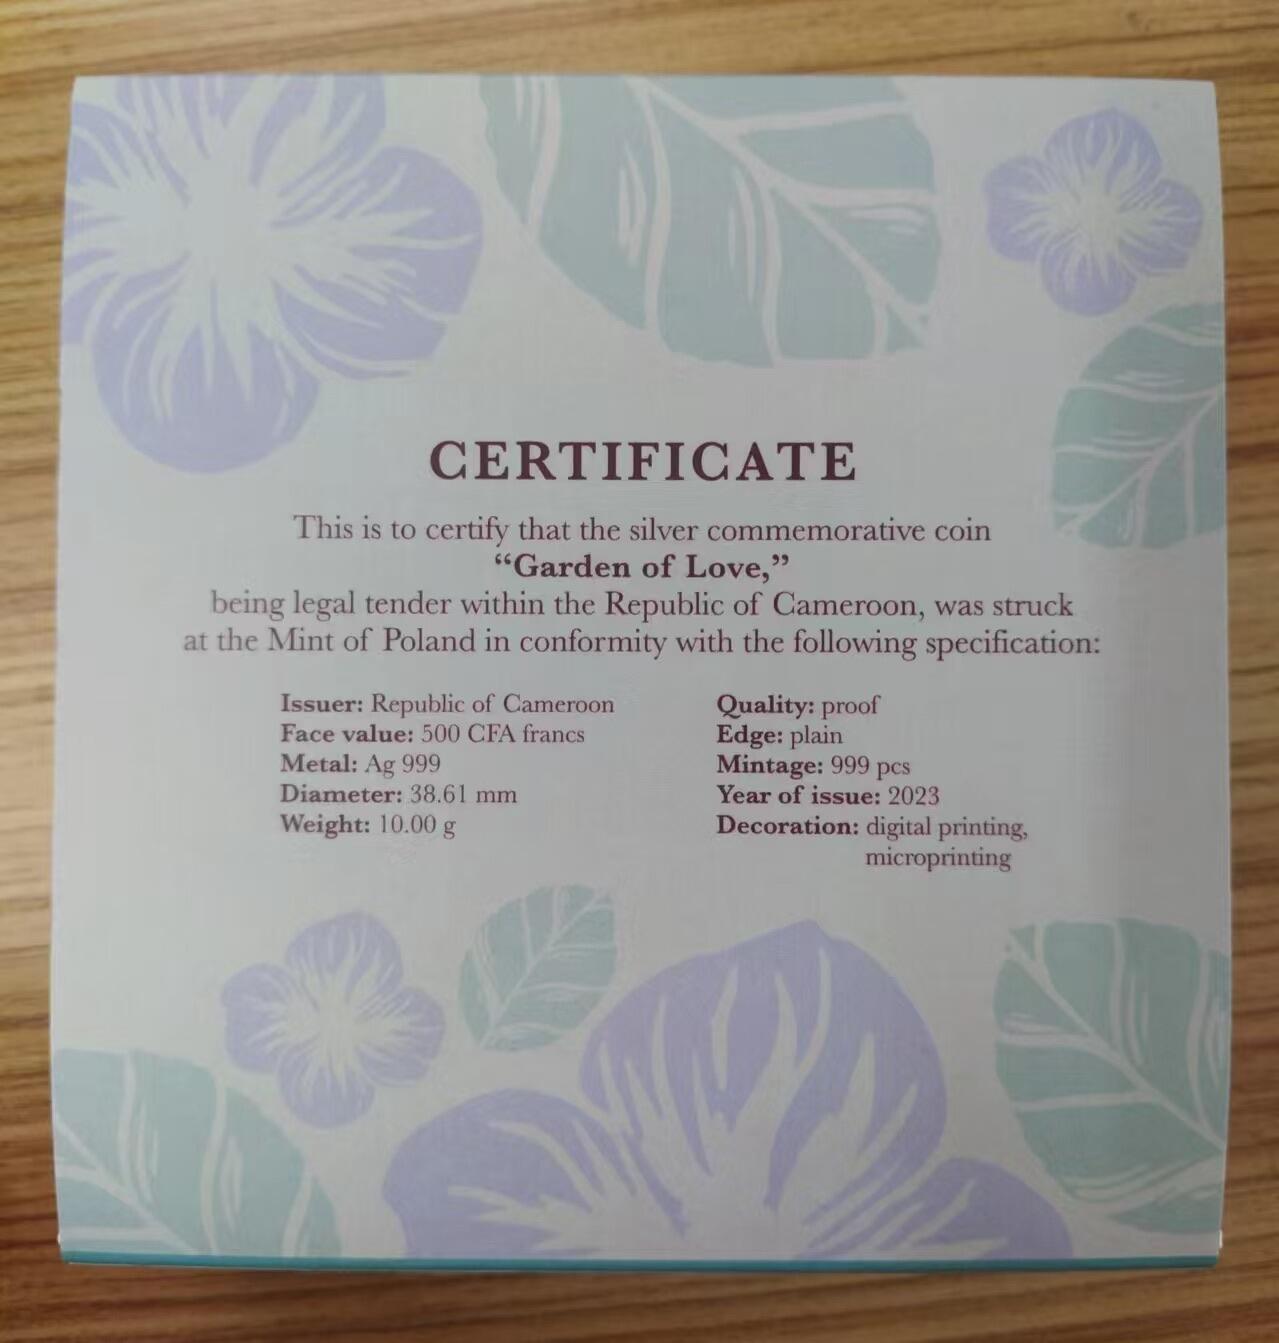 CERTIFICATE
This is to certify that the silver commemorative coin
“Garden of Love,”
being legal tender within the Republic of Cameroon, was struck
at the Mint of Poland in conformity with the following specification:
Issuer: Republic of Cameroon
Face value: 500 CFA francs
Metal: Ag 999
Diameter: 38.61 mm
Weight: 10.00 g
Quality: proof
Edge: plain
Mintage: 999 pcs
Year of issue: 2023
Decoration: digital printing,
microprinting